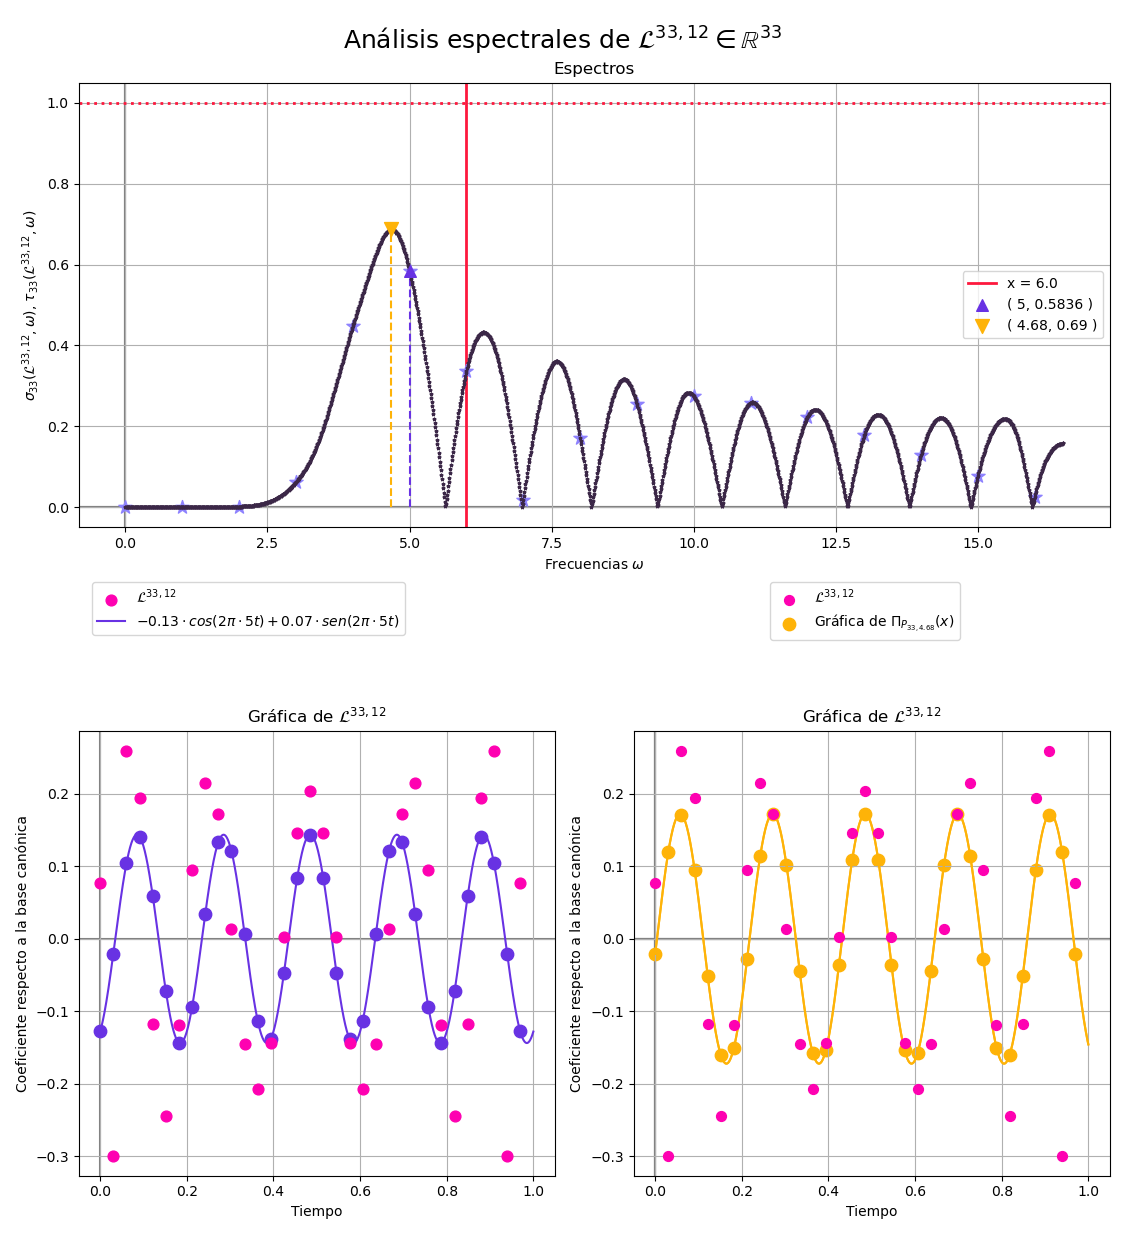 Análisis espectrales de 𝓛^{33,12} ∈ ℝ^{33}
Espectros
σ_{33}(𝓛^{33,12}, ω), τ_{33}(𝓛^{33,12}, ω)
1.0
0.8
0.6
0.4
0.2
0.0
x = 6.0
( 5, 0.5836 )
( 4.68, 0.69 )
0.0 2.5 5.0 7.5 10.0 12.5 15.0
Frecuencias ω
𝓛^{33,12}
−0.13 · cos(2π · 5t) + 0.07 · sen(2π · 5t)
𝓛^{33,12}
Gráfica de Π_{P_{33,4.68}}(x)
Gráfica de 𝓛^{33,12}
Coeficiente respecto a la base canónica
0.2
0.1
0.0
−0.1
−0.2
−0.3
0.0 0.2 0.4 0.6 0.8 1.0
Tiempo
Gráfica de 𝓛^{33,12}
Coeficiente respecto a la base canónica
0.2
0.1
0.0
−0.1
−0.2
−0.3
0.0 0.2 0.4 0.6 0.8 1.0
Tiempo